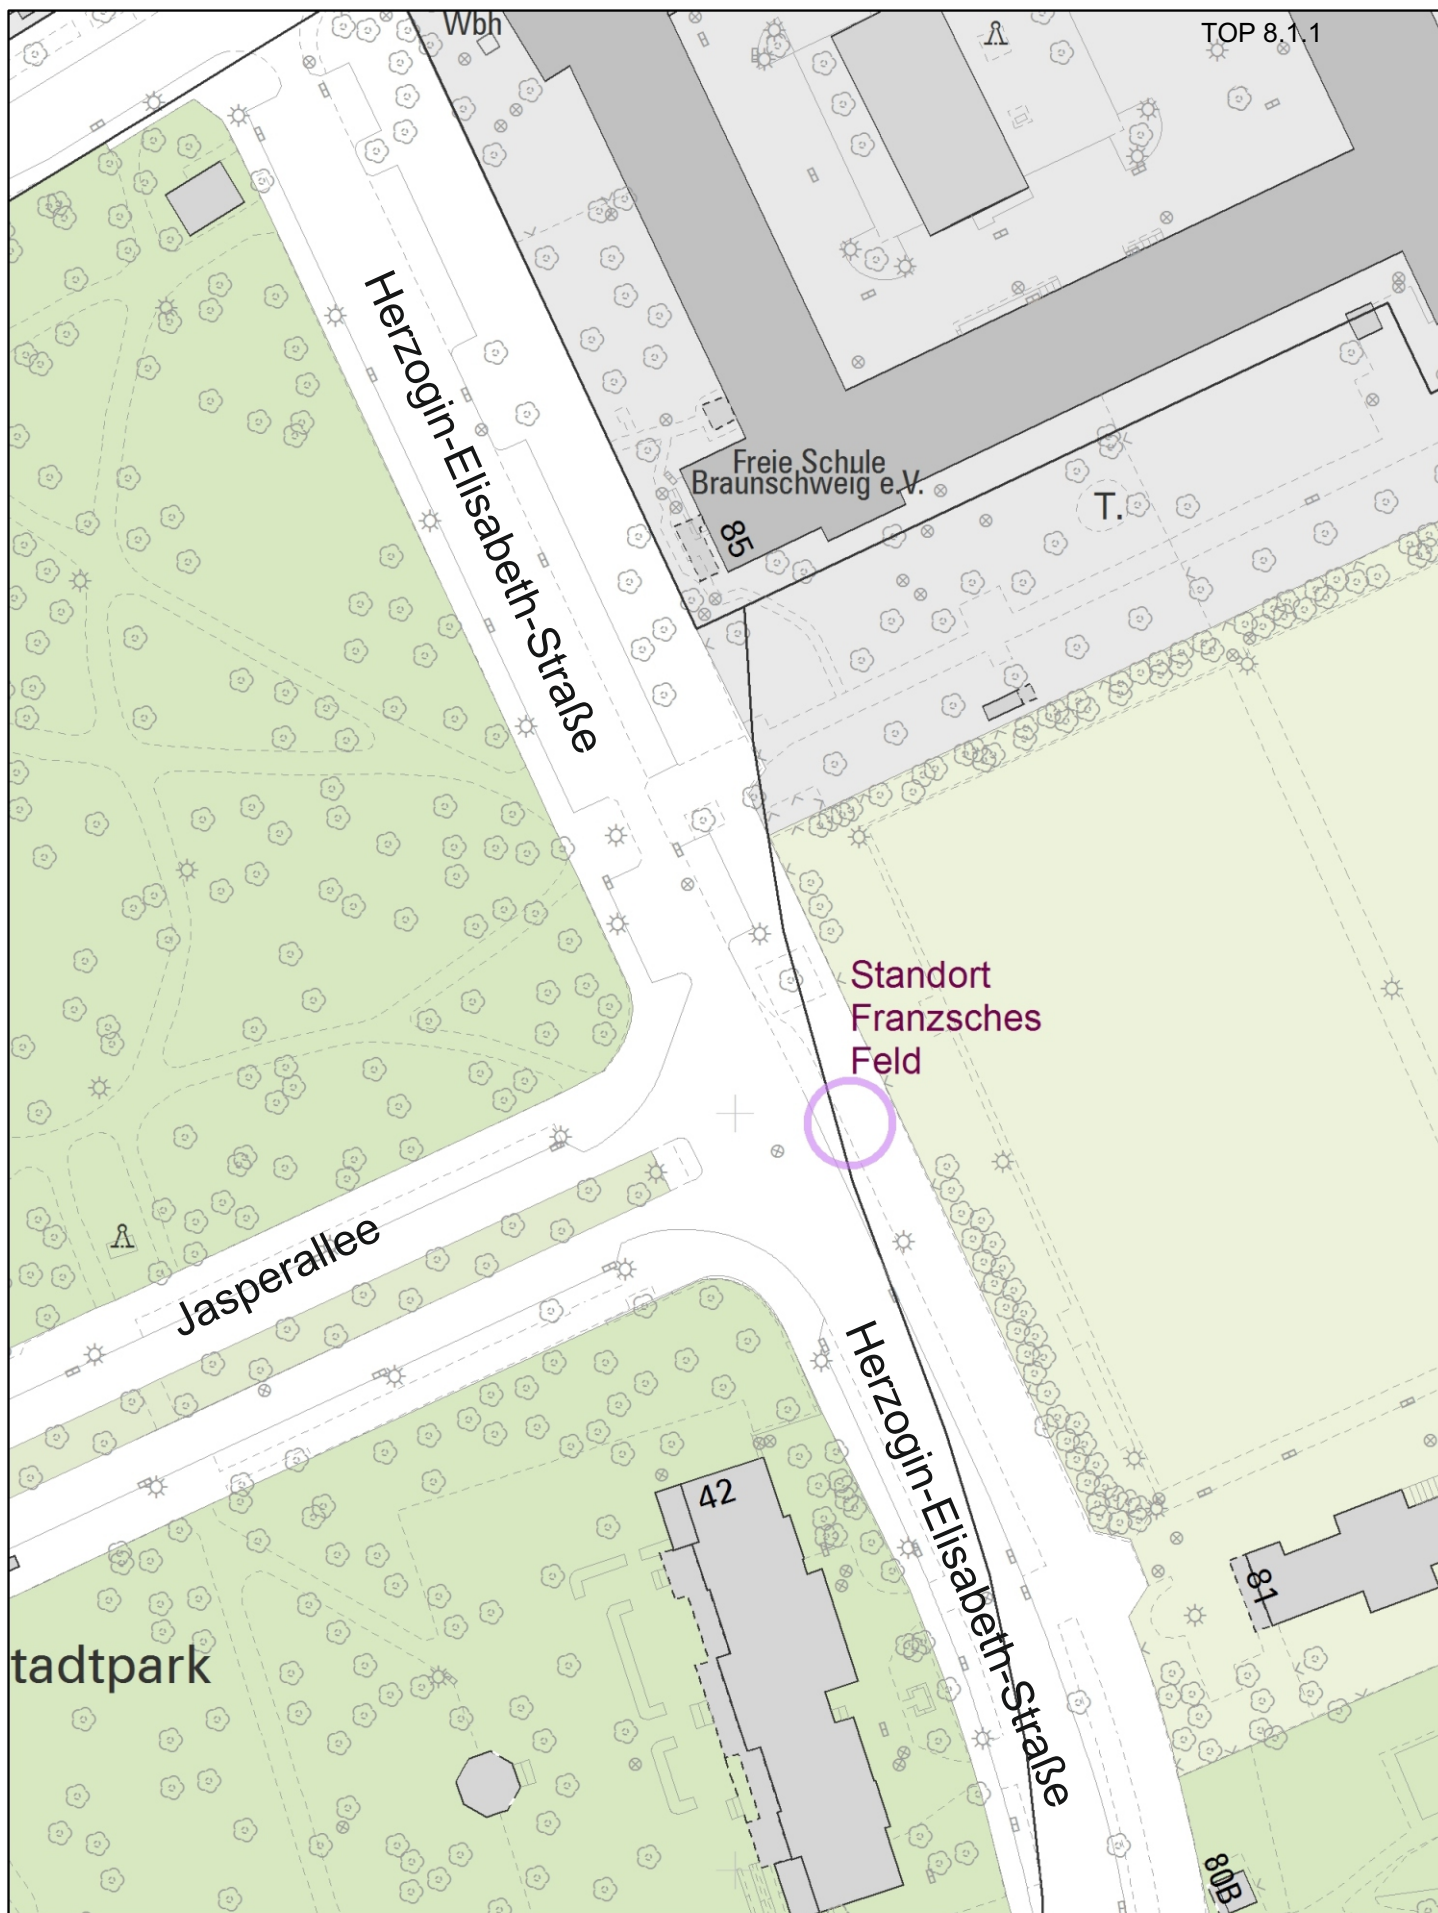 Wbh
TOP 8.1.1
Herzogin-Elisabeth-Straße
Freie Schule
Braunschweig e.V.
85
T.
Standort
Franzsches
Feld
Jasperallee
Herzogin-Elisabeth-Straße
42
81
tadtpark
80B